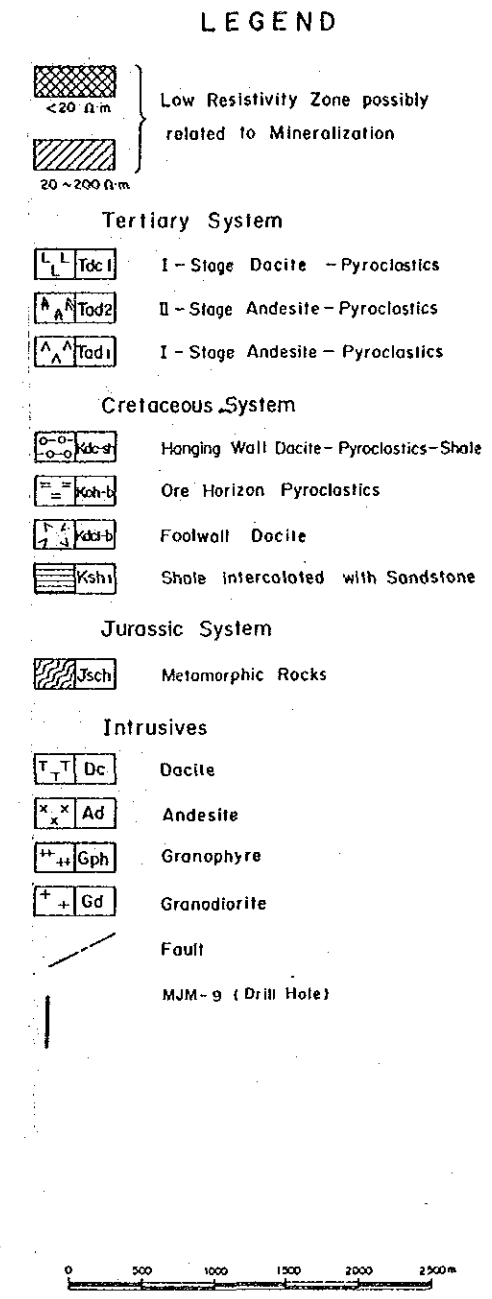 LEGEND
<20 Ω·m
Low Resistivity Zone possibly
related to Mineralization
20~200 Ω·m
Tertiary System
L L L Tdc1 I-Stage Dacite-Pyroclastics
Tad2 II-Stage Andesite-Pyroclastics
Tad1 I-Stage Andesite-Pyroclastics
Cretaceous System
Kdc-sh Hanging Wall Dacite-Pyroclastics-Shale
Koh-b Ore Horizon Pyroclastics
Kdcl-b Footwall Dacite
Ksh1 Shale intercalated with Sandstone
Jurassic System
Jsch Metamorphic Rocks
Intrusives
T T T Dc Dacite
x x x Ad Andesite
Gph Granophyre
Gd Granodiorite
Fault
MJM-9 (Drill Hole)
0 500 1000 1500 2000 2500m